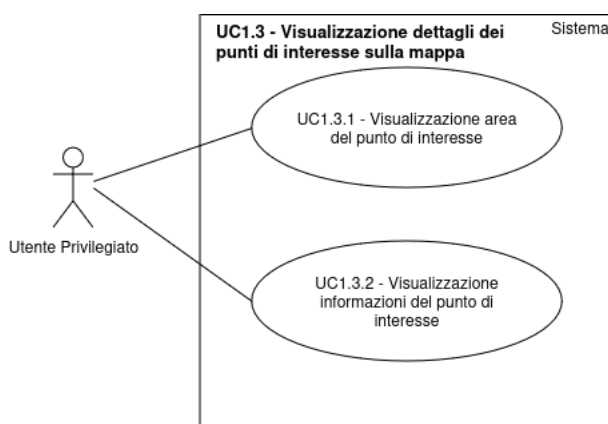 UC1.3 - Visualizzazione dettagli dei
punti di interesse sulla mappa
Sistema
UC1.3.1 - Visualizzazione area
del punto di interesse
Utente Privilegiato
UC1.3.2 - Visualizzazione
informazioni del punto di
interesse